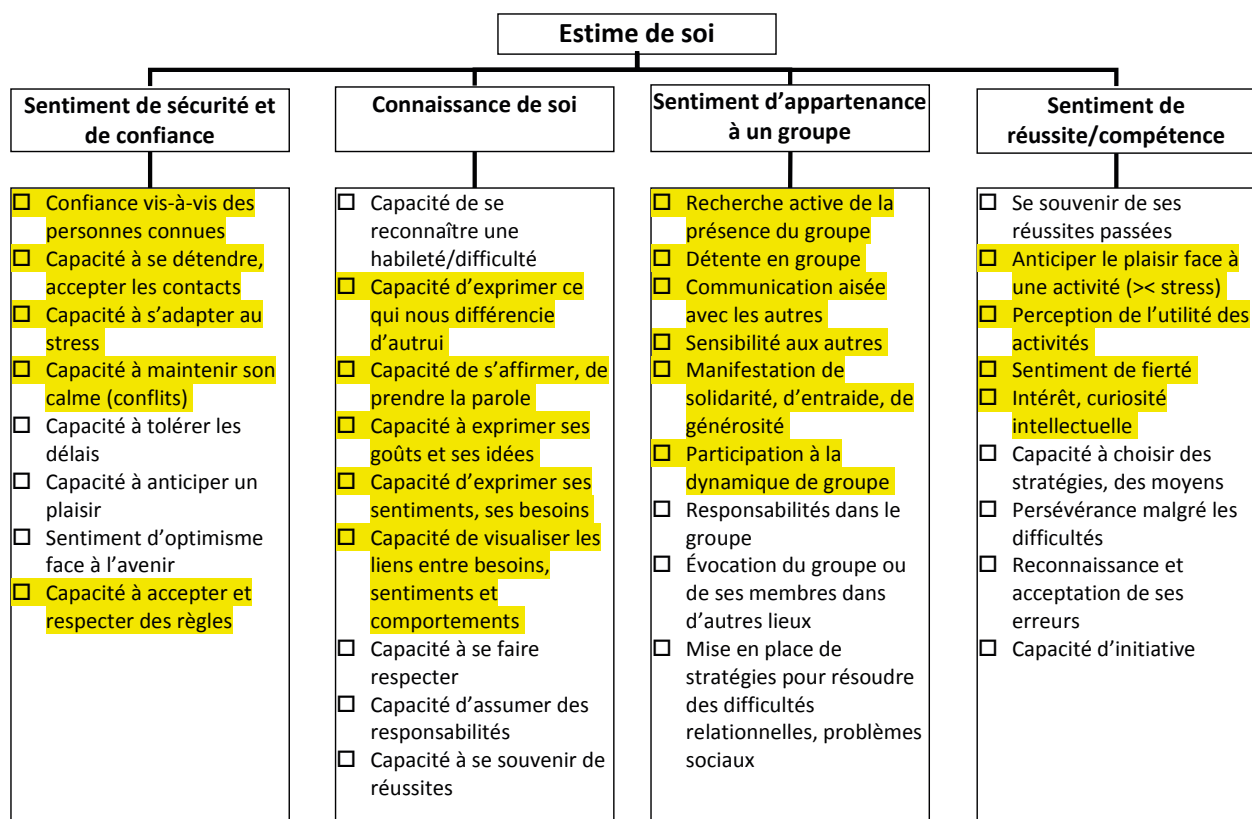 Estime de soi
Sentiment de sécurité et
de confiance
☐ Confiance vis-à-vis des
personnes connues
☐ Capacité à se détendre,
accepter les contacts
☐ Capacité à s’adapter au
stress
☐ Capacité à maintenir son
calme (conflits)
☐ Capacité à tolérer les
délais
☐ Capacité à anticiper un
plaisir
☐ Sentiment d’optimisme
face à l’avenir
☐ Capacité à accepter et
respecter des règles
Connaissance de soi
☐ Capacité de se
reconnaître une
habileté/difficulté
☐ Capacité d’exprimer ce
qui nous différencie
d’autrui
☐ Capacité de s’affirmer, de
prendre la parole
☐ Capacité à exprimer ses
goûts et ses idées
☐ Capacité d’exprimer ses
sentiments, ses besoins
☐ Capacité de visualiser les
liens entre besoins,
sentiments et
comportements
☐ Capacité à se faire
respecter
☐ Capacité d’assumer des
responsabilités
☐ Capacité à se souvenir de
réussites
Sentiment d’appartenance
à un groupe
☐ Recherche active de la
présence du groupe
☐ Détente en groupe
☐ Communication aisée
avec les autres
☐ Sensibilité aux autres
☐ Manifestation de
solidarité, d’entraide, de
générosité
☐ Participation à la
dynamique de groupe
☐ Responsabilités dans le
groupe
☐ Évocation du groupe ou
de ses membres dans
d’autres lieux
☐ Mise en place de
stratégies pour résoudre
des difficultés
relationnelles, problèmes
sociaux
Sentiment de
réussite/compétence
☐ Se souvenir de ses
réussites passées
☐ Anticiper le plaisir face à
une activité (>< stress)
☐ Perception de l’utilité des
activités
☐ Sentiment de fierté
☐ Intérêt, curiosité
intellectuelle
☐ Capacité à choisir des
stratégies, des moyens
☐ Persévérance malgré les
difficultés
☐ Reconnaissance et
acceptation de ses
erreurs
☐ Capacité d’initiative